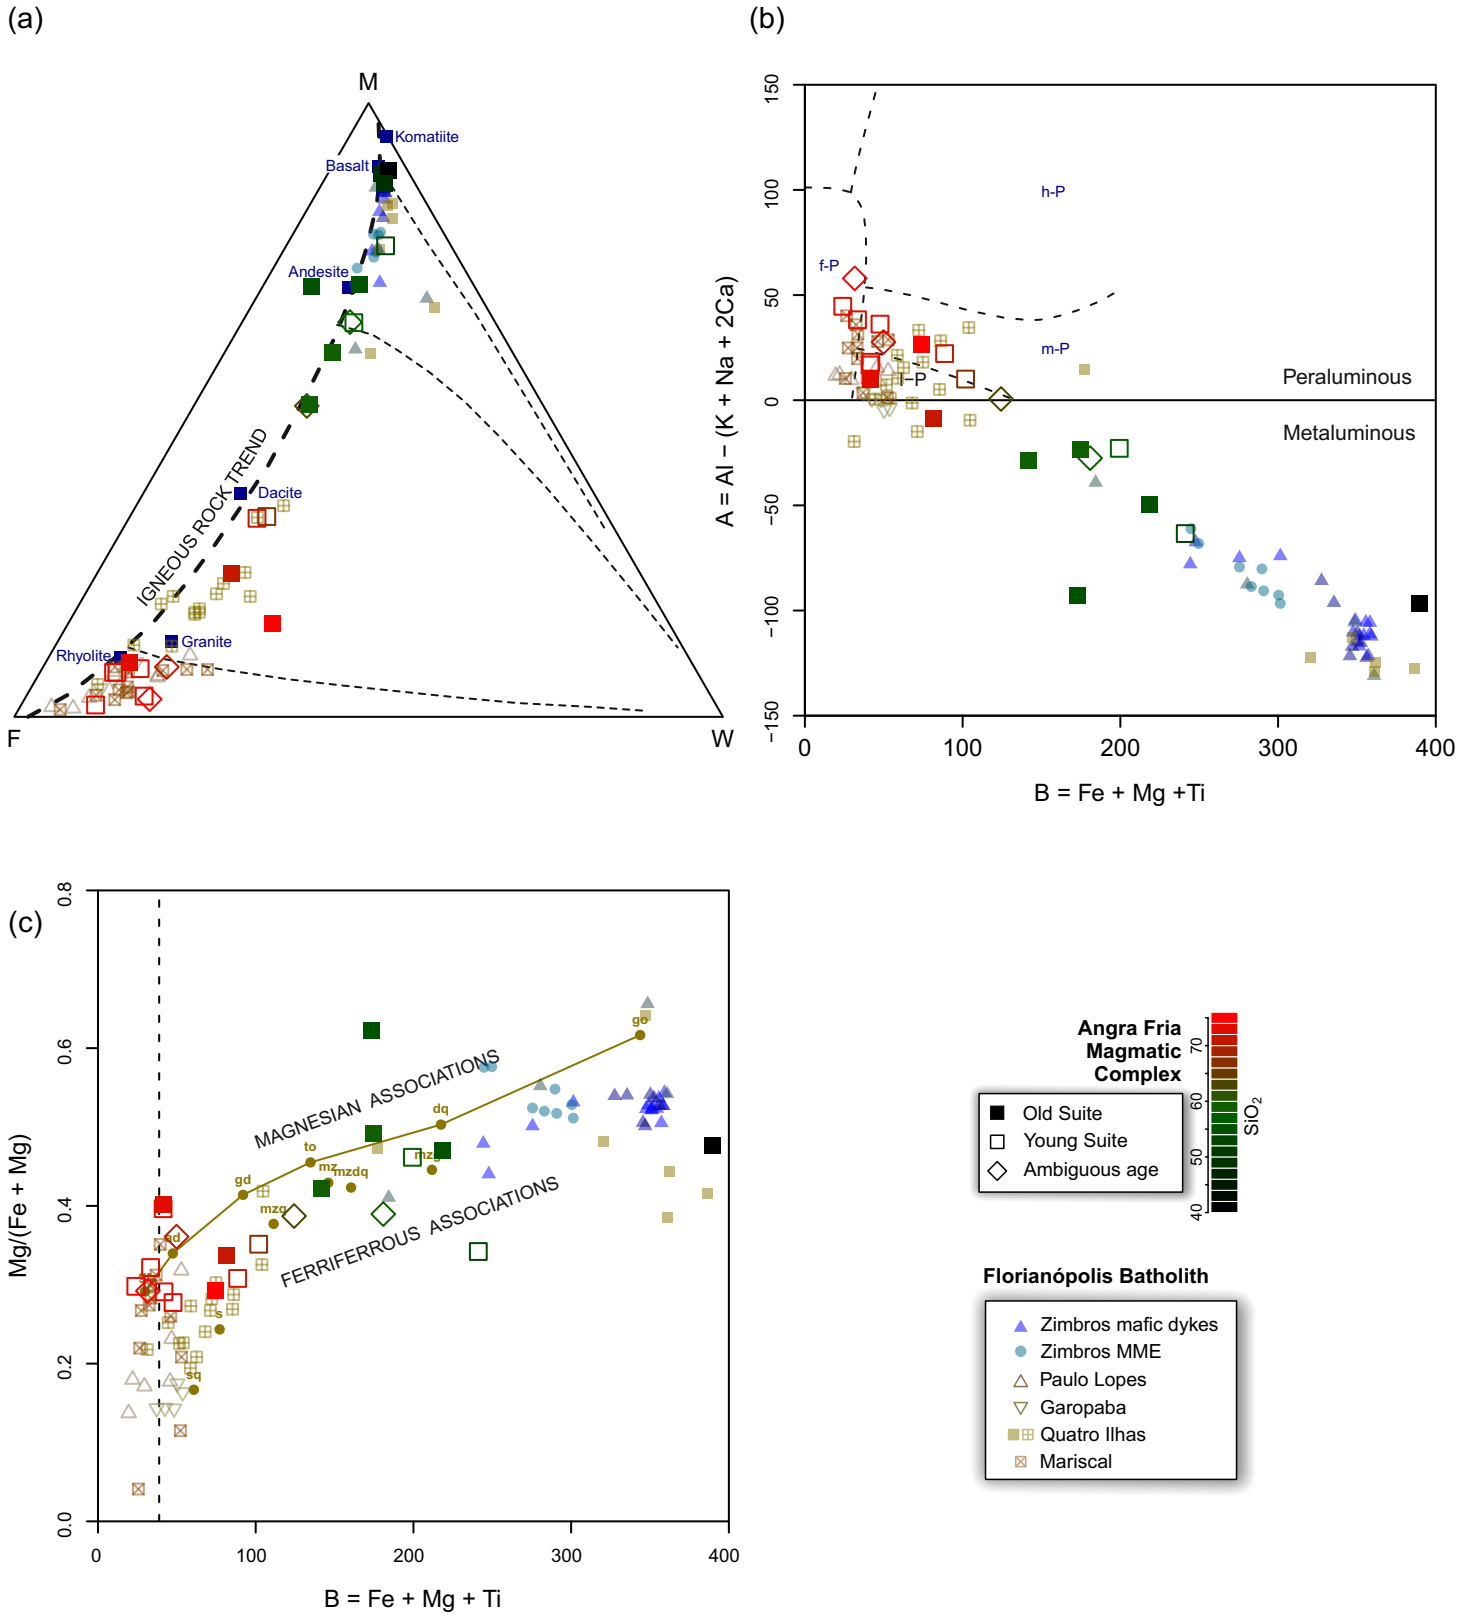 (a)
M
Komatiite
Basalt
Andesite
IGNEOUS ROCK TREND
Dacite
Granite
Rhyolite
F
W
(b)
150
100
50
0
−50
−100
−150
A = Al − (K + Na + 2Ca)
h-P
f-P
m-P
l−P
Peraluminous
Metaluminous
0 100 200 300 400
B = Fe + Mg +Ti
(c)
0.8
0.6
0.4
0.2
0.0
Mg/(Fe + Mg)
go
MAGNESIAN ASSOCIATIONS
dq
to
mz
mzdq
gd
mzq
ad
FERRIFERROUS ASSOCIATIONS
s
sq
0 100 200 300 400
B = Fe + Mg + Ti
Angra Fria
Magmatic
Complex
Old Suite
Young Suite
Ambiguous age
70
60
50
40
SiO₂
Florianópolis Batholith
Zimbros mafic dykes
Zimbros MME
Paulo Lopes
Garopaba
Quatro Ilhas
Mariscal